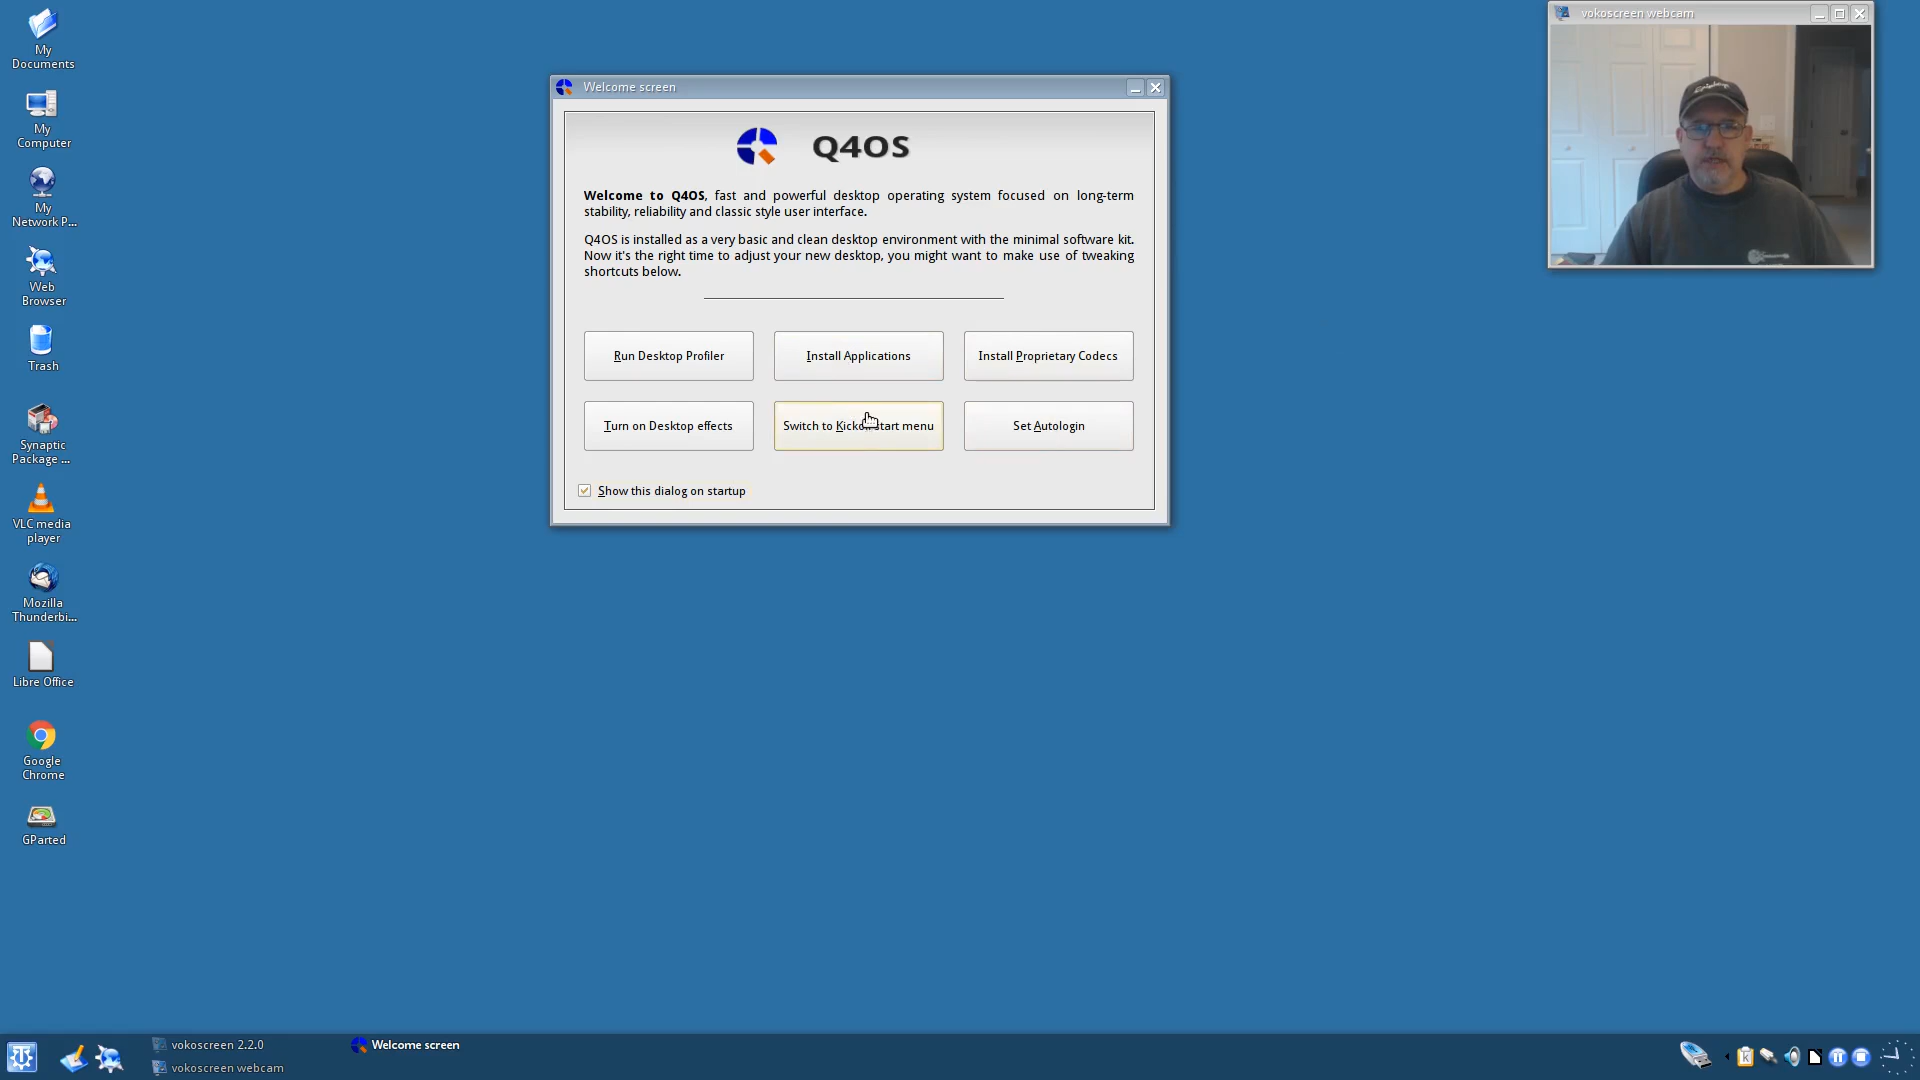 My
Documents
My
Computer
My
Network P...
Web
Browser
Trash
Synaptic
Package ...
VLC media
player
Mozilla
Thunderbi...
Libre Office
Google
Chrome
GParted
Welcome screen
Q4OS
Welcome to Q4OS, fast and powerful desktop operating system focused on long-term
stability, reliability and classic style user interface.
Q4OS is installed as a very basic and clean desktop environment with the minimal software kit.
Now it's the right time to adjust your new desktop, you might want to make use of tweaking
shortcuts below.
Run Desktop Profiler
Install Applications
Install Proprietary Codecs
Turn on Desktop effects
Switch to Kickoff start menu
Set Autologin
Show this dialog on startup
vokoscreen webcam
Epiphone
vokoscreen 2.2.0
vokoscreen webcam
Welcome screen